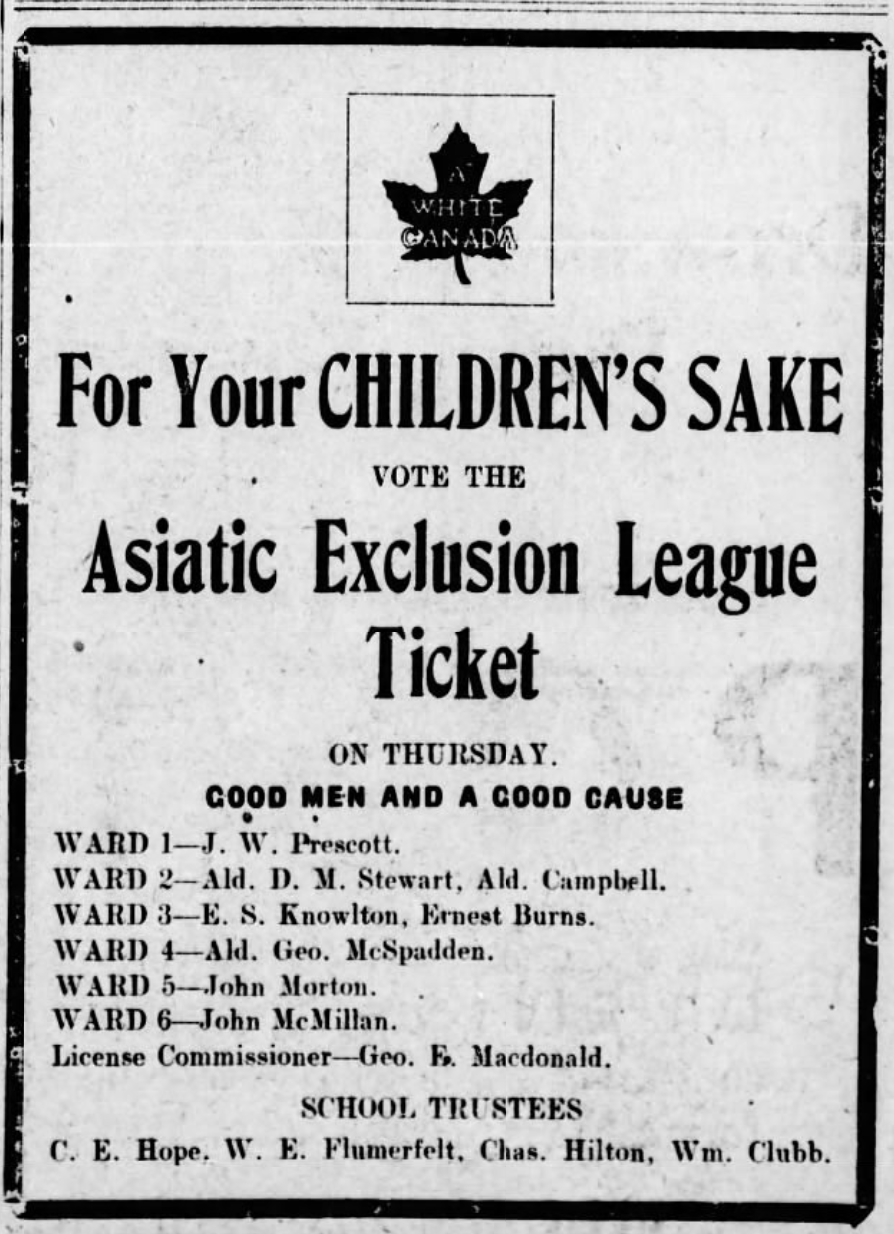 A
WHITE
CANADA
For Your CHILDREN'S SAKE
VOTE THE
Asiatic Exclusion League
Ticket
ON THURSDAY.
GOOD MEN AND A GOOD CAUSE
WARD 1—J. W. Prescott.
WARD 2—Ald. D. M. Stewart, Ald. Campbell.
WARD 3—E. S. Knowlton, Ernest Burns.
WARD 4—Ald. Geo. McSpadden.
WARD 5—John Morton.
WARD 6—John McMillan.
License Commissioner—Geo. E. Macdonald.
SCHOOL TRUSTEES
C. E. Hope, W. E. Flumerfelt, Chas. Hilton, Wm. Clubb.